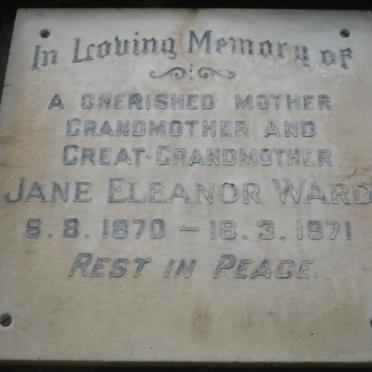 In Loving Memory of
A CHERISHED MOTHER
GRANDMOTHER AND
GREAT-GRANDMOTHER
JANE ELEANOR WARD
6.8.1870 – 18.3.1971
REST IN PEACE.